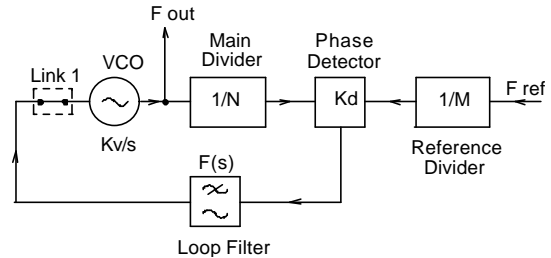 F out
Link 1
VCO
Kv/s
Main
Divider
1/N
Phase
Detector
Kd
1/M
F ref
Reference
Divider
F(s)
Loop Filter